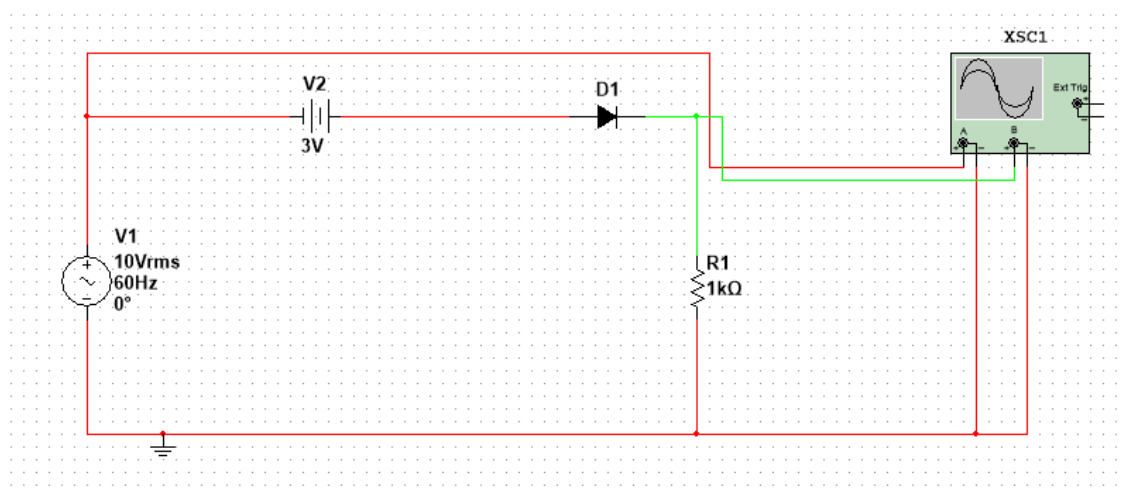 XSC1
V2
3V
D1
Ext Trig
+
-
A
B
+
-
+
-
V1
+
-
10Vrms
60Hz
0°
R1
1kΩ